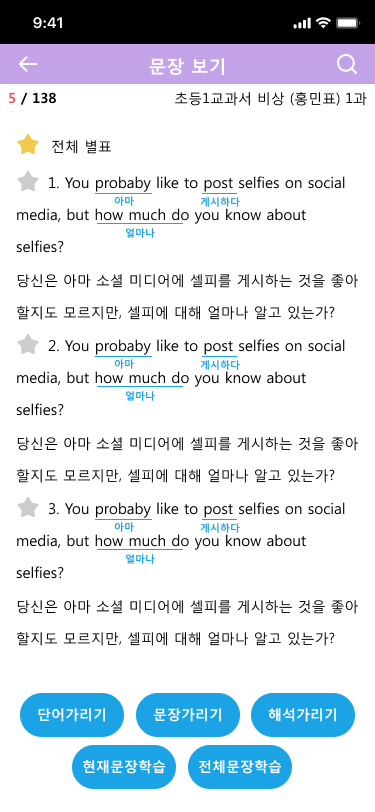 9:41
문장 보기
5 / 138 초등1교과서 비상 (홍민표) 1과
전체 별표
1. You probaby like to post selfies on social
아마 게시하다
media, but how much do you know about
얼마나
selfies?
당신은 아마 소셜 미디어에 셀피를 게시하는 것을 좋아
할지도 모르지만, 셀피에 대해 얼마나 알고 있는가?
2. You probaby like to post selfies on social
아마 게시하다
media, but how much do you know about
얼마나
selfies?
당신은 아마 소셜 미디어에 셀피를 게시하는 것을 좋아
할지도 모르지만, 셀피에 대해 얼마나 알고 있는가?
3. You probaby like to post selfies on social
아마 게시하다
media, but how much do you know about
얼마나
selfies?
당신은 아마 소셜 미디어에 셀피를 게시하는 것을 좋아
할지도 모르지만, 셀피에 대해 얼마나 알고 있는가?
단어가리기 문장가리기 해석가리기
현재문장학습 전체문장학습